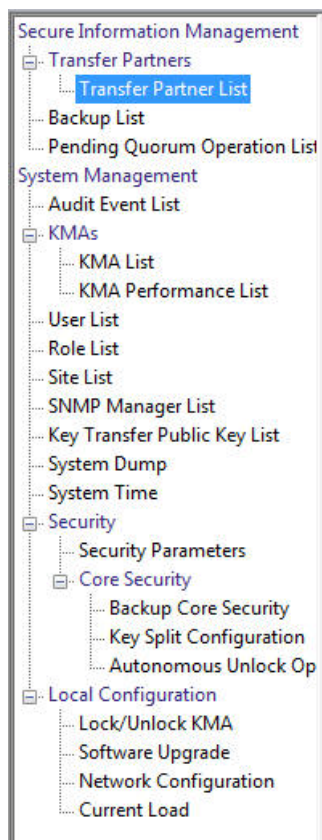 Secure Information Management
Transfer Partners
Transfer Partner List
Backup List
Pending Quorum Operation List
System Management
Audit Event List
KMAs
KMA List
KMA Performance List
User List
Role List
Site List
SNMP Manager List
Key Transfer Public Key List
System Dump
System Time
Security
Security Parameters
Core Security
Backup Core Security
Key Split Configuration
Autonomous Unlock Op
Local Configuration
Lock/Unlock KMA
Software Upgrade
Network Configuration
Current Load